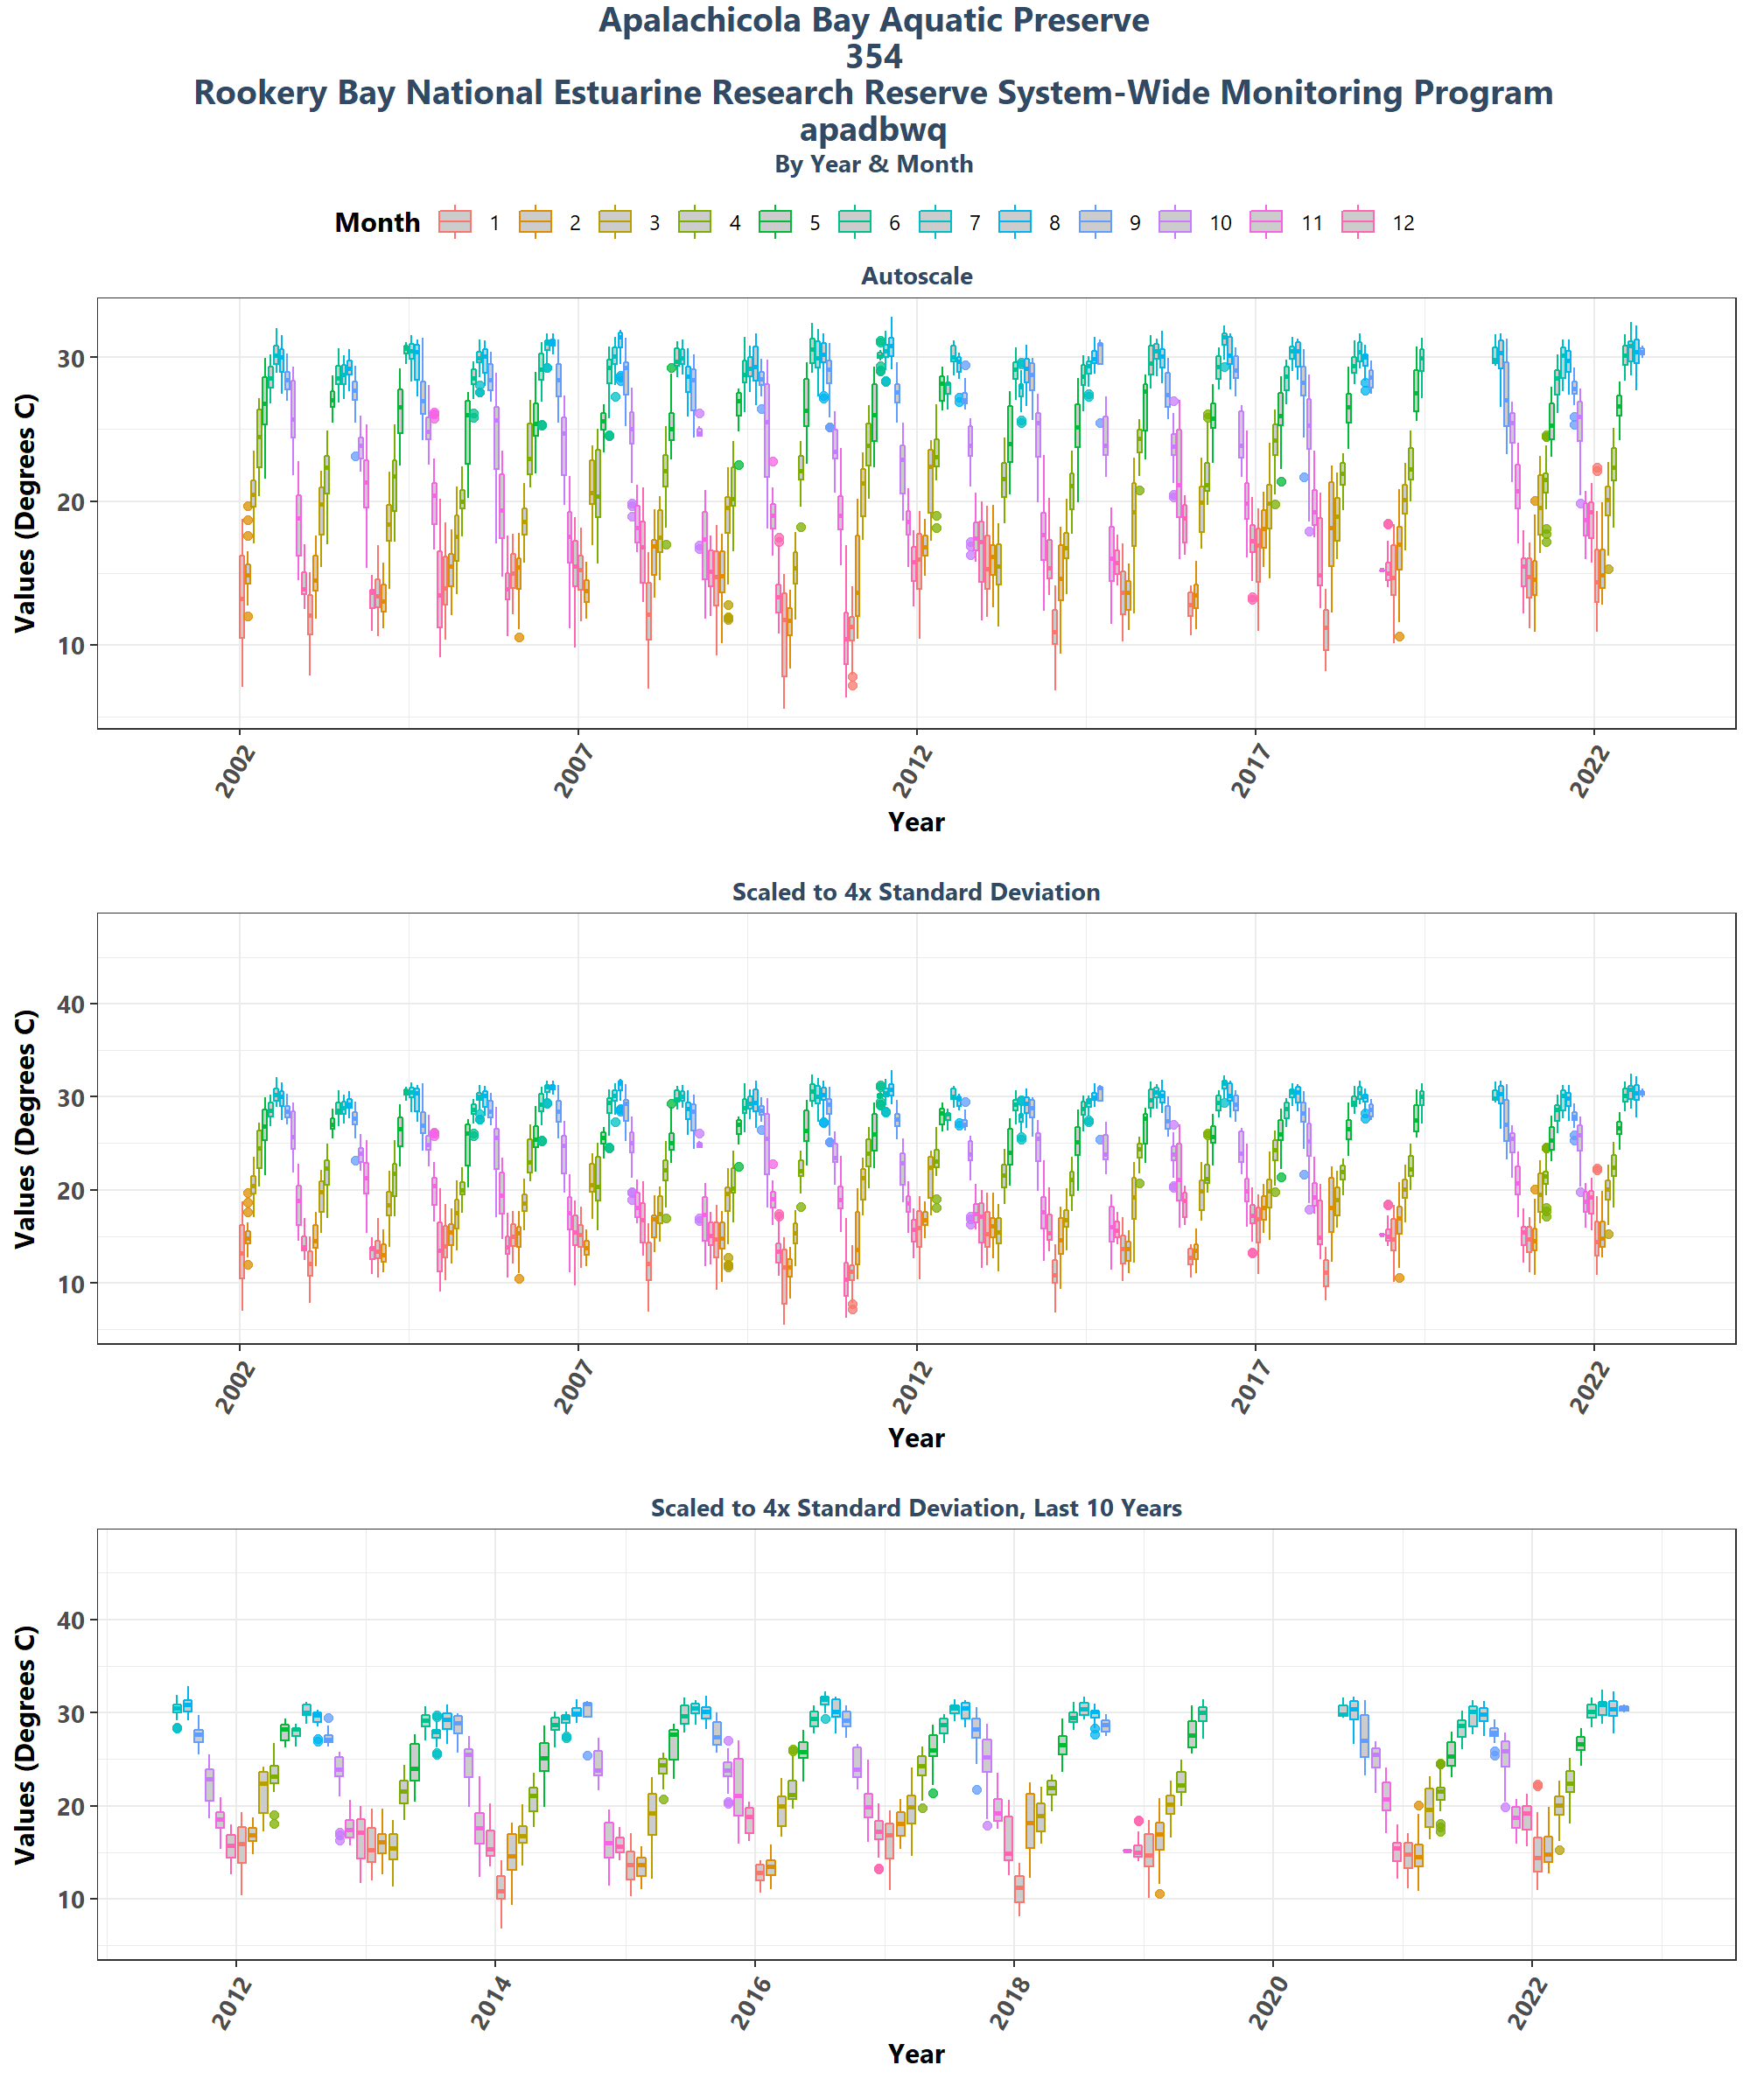 Apalachicola Bay Aquatic Preserve
354
Rookery Bay National Estuarine Research Reserve System-Wide Monitoring Program
apadbwq
By Year & Month
Month 1 2 3 4 5 6 7 8 9 10 11 12
Autoscale
Values (Degrees C)
30
20
10
2002 2007 2012 2017 2022
Year
Scaled to 4x Standard Deviation
Values (Degrees C)
40
30
20
10
2002 2007 2012 2017 2022
Year
Scaled to 4x Standard Deviation, Last 10 Years
Values (Degrees C)
40
30
20
10
2012 2014 2016 2018 2020 2022
Year